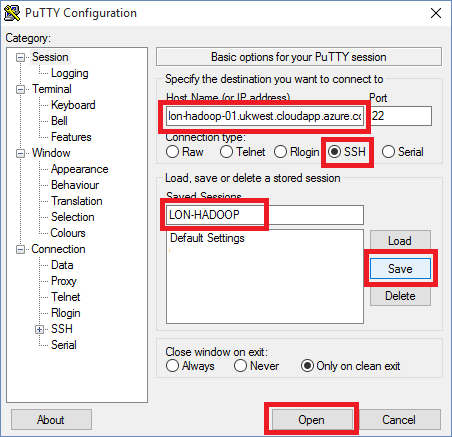 PuTTY Configuration
Category:
Session
Logging
Terminal
Keyboard
Bell
Features
Window
Appearance
Behaviour
Translation
Selection
Colours
Connection
Data
Proxy
Telnet
Rlogin
SSH
Serial
Basic options for your PuTTY session
Specify the destination you want to connect to
Host Name (or IP address) Port
lon-hadoop-01.ukwest.cloudapp.azure.co 22
Connection type:
Raw Telnet Rlogin SSH Serial
Load, save or delete a stored session
Saved Sessions
LON-HADOOP
Default Settings
Load
Save
Delete
Close window on exit:
Always Never Only on clean exit
About Open Cancel